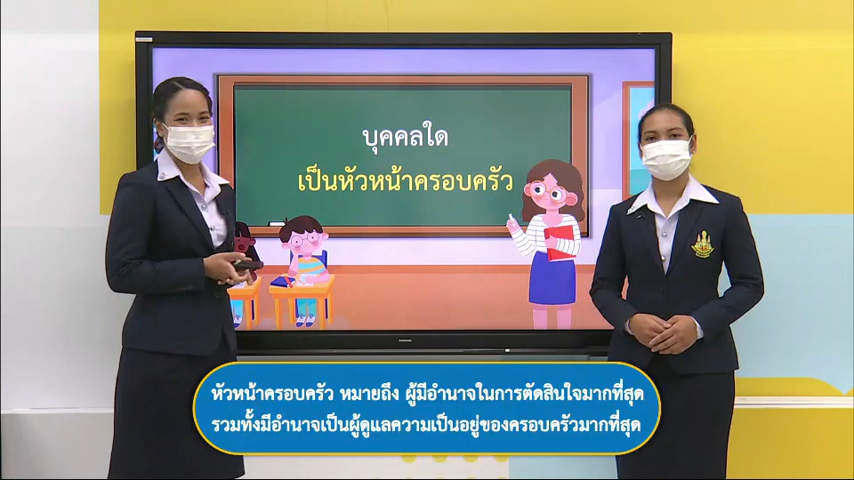 บุคคลใด
เป็นหัวหน้าครอบครัว
หัวหน้าครอบครัว หมายถึง ผู้มีอำนาจในการตัดสินใจมากที่สุด
รวมทั้งมีอำนาจเป็นผู้ดูแลความเป็นอยู่ของครอบครัวมากที่สุด